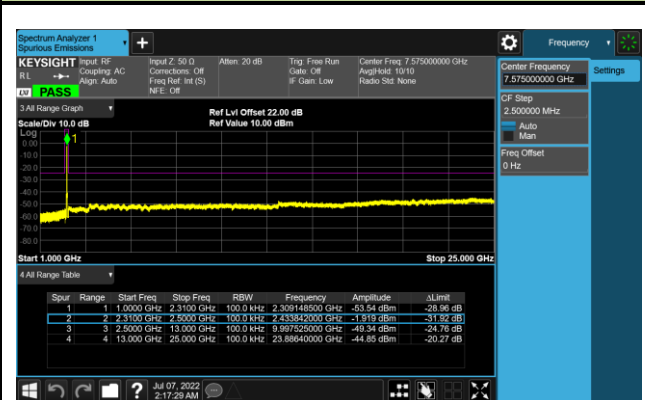 Spectrum Analyzer 1
Spurious Emissions
Frequency
KEYSIGHT Input: RF Input Z: 50 Ω Atten: 20 dB Trig: Free Run Center Freq: 7.575000000 GHz
RL Coupling: AC Corrections: Off Gate: Off Avg|Hold: 10/10
Align: Auto Freq Ref: Int (S) IF Gain: Low Radio Std: None
NFE: Off
LXI PASS
3 All Range Graph
Ref Lvl Offset 22.00 dB
Scale/Div 10.0 dB Ref Value 10.00 dBm
Log
1
0.00
-10.0
-20.0
-30.0
-40.0
-50.0
-60.0
-70.0
-80.0
Start 1.000 GHz Stop 25.000 GHz
4 All Range Table
Spur Range Start Freq Stop Freq RBW Frequency Amplitude ΔLimit
1 1 1.0000 GHz 2.3100 GHz 100.0 kHz 2.309148500 GHz -53.54 dBm -28.96 dB
2 2 2.3100 GHz 2.5000 GHz 100.0 kHz 2.433842000 GHz -1.919 dBm -31.92 dB
3 3 2.5000 GHz 13.000 GHz 100.0 kHz 9.997525000 GHz -49.34 dBm -24.76 dB
4 4 13.000 GHz 25.000 GHz 100.0 kHz 23.88640000 GHz -44.85 dBm -20.27 dB
Center Frequency
7.575000000 GHz
Settings
CF Step
2.500000 MHz
Auto
Man
Freq Offset
0 Hz
? Jul 07, 2022
2:17:29 AM